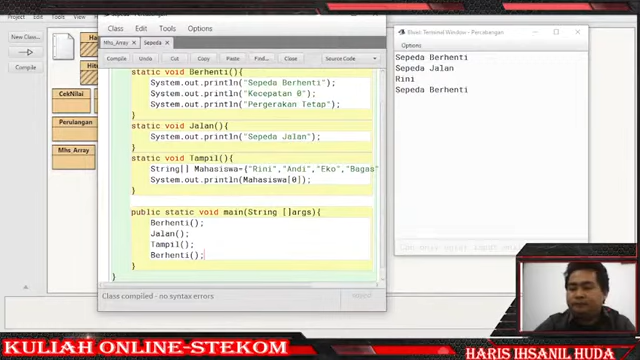 Project
Edit
Tools
New Class...
Compile
CekNilai
Perulangan
Mhs_Array
Class Edit Tools Options
Mhs_Array X Sepeda X
Compile Undo Cut Copy Paste Find... Close Source Code
static void Berhenti(){
System.out.println("Sepeda Berhenti");
System.out.println("Kecepatan 0");
System.out.println("Pergerakan Tetap");
}
static void Jalan(){
System.out.println("Sepeda Jalan");
}
static void Tampil(){
String[] Mahasiswa={"Rini","Andi","Eko","Bagas"
System.out.println(Mahasiswa[0]);
}
public static void main(String []args){
Berhenti();
Jalan();
Tampil();
Berhenti();
}
}
Class compiled - no syntax errors
BlueJ: Terminal Window - Percabangan
Options
Sepeda Berhenti
Sepeda Jalan
Rini
Sepeda Berhenti
KULIAH ONLINE-STEKOM
HARIS IHSANIL HUDA